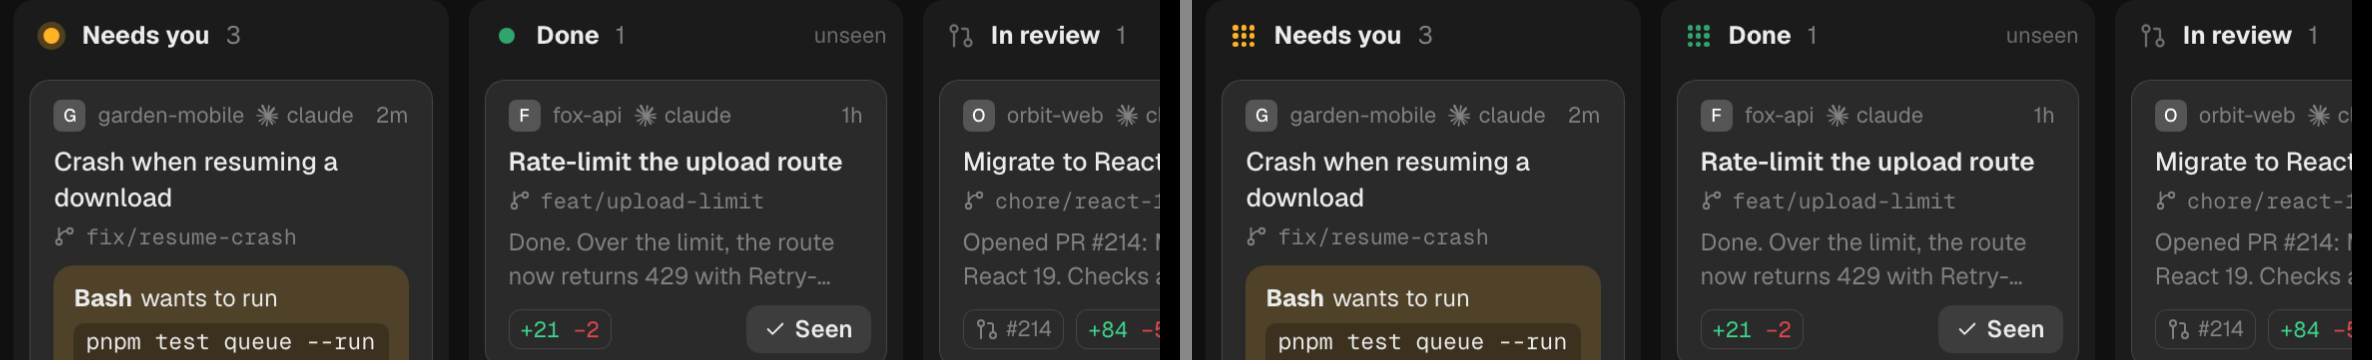 Needs you 3
G garden-mobile claude 2m
Crash when resuming a
download
fix/resume-crash
Bash wants to run
pnpm test queue --run
Done 1 unseen
F fox-api claude 1h
Rate-limit the upload route
feat/upload-limit
Done. Over the limit, the route
now returns 429 with Retry-…
+21 −2
Seen
In review 1
O orbit-web
Migrate to React
chore/react-
Opened PR #214:
React 19. Checks
#214 +84
Needs you 3
G garden-mobile claude 2m
Crash when resuming a
download
fix/resume-crash
Bash wants to run
pnpm test queue --run
Done 1 unseen
F fox-api claude 1h
Rate-limit the upload route
feat/upload-limit
Done. Over the limit, the route
now returns 429 with Retry-…
+21 −2
Seen
In review 1
O orbit-web
Migrate to React
chore/react-
Opened PR #214:
React 19. Checks
#214 +84